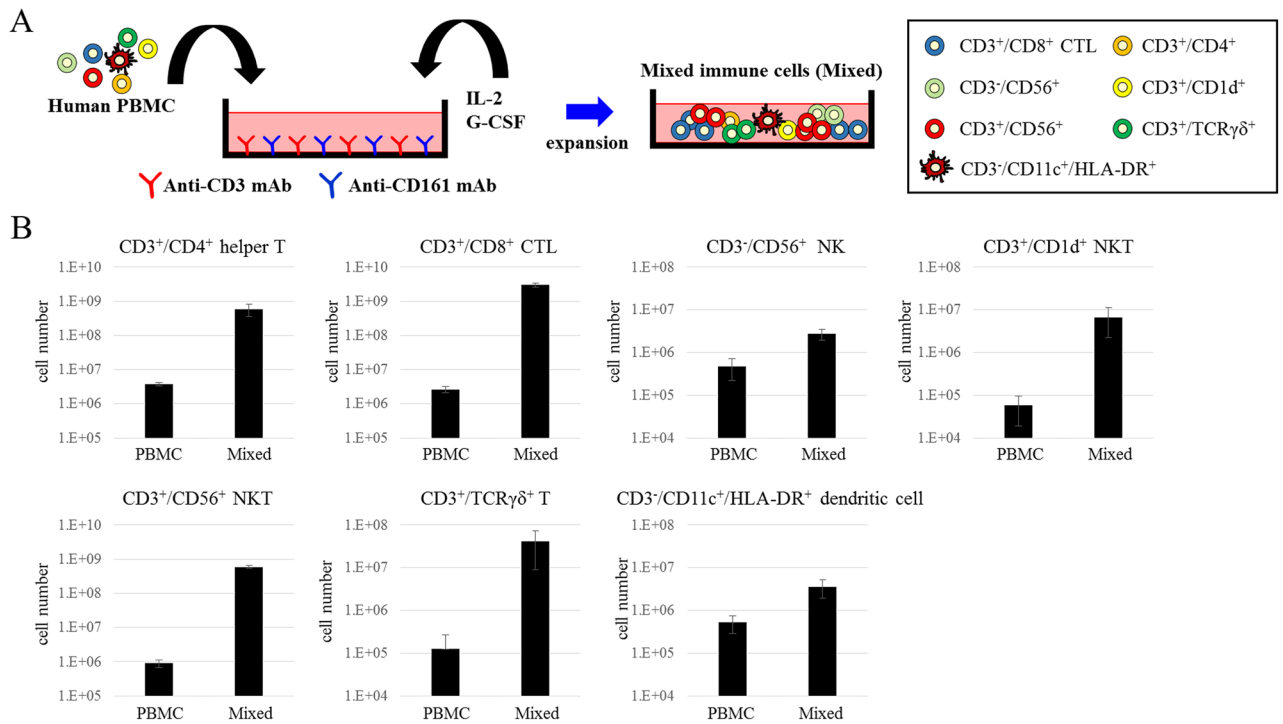 A
Human PBMC
IL-2
G-CSF
Anti-CD3 mAb
Anti-CD161 mAb
expansion
Mixed immune cells (Mixed)
CD3⁺/CD8⁺ CTL
CD3⁺/CD4⁺
CD3⁻/CD56⁺
CD3⁺/CD1d⁺
CD3⁺/CD56⁺
CD3⁺/TCRγδ⁺
CD3⁻/CD11c⁺/HLA-DR⁺
B
CD3⁺/CD4⁺ helper T
cell number
1.E+10
1.E+09
1.E+08
1.E+07
1.E+06
1.E+05
PBMC
Mixed
CD3⁺/CD8⁺ CTL
cell number
1.E+10
1.E+09
1.E+08
1.E+07
1.E+06
1.E+05
PBMC
Mixed
CD3⁻/CD56⁺ NK
cell number
1.E+08
1.E+07
1.E+06
1.E+05
1.E+04
PBMC
Mixed
CD3⁺/CD1d⁺ NKT
cell number
1.E+08
1.E+07
1.E+06
1.E+05
1.E+04
PBMC
Mixed
CD3⁺/CD56⁺ NKT
cell number
1.E+10
1.E+09
1.E+08
1.E+07
1.E+06
1.E+05
PBMC
Mixed
CD3⁺/TCRγδ⁺ T
cell number
1.E+08
1.E+07
1.E+06
1.E+05
1.E+04
PBMC
Mixed
CD3⁻/CD11c⁺/HLA-DR⁺ dendritic cell
cell number
1.E+08
1.E+07
1.E+06
1.E+05
1.E+04
PBMC
Mixed